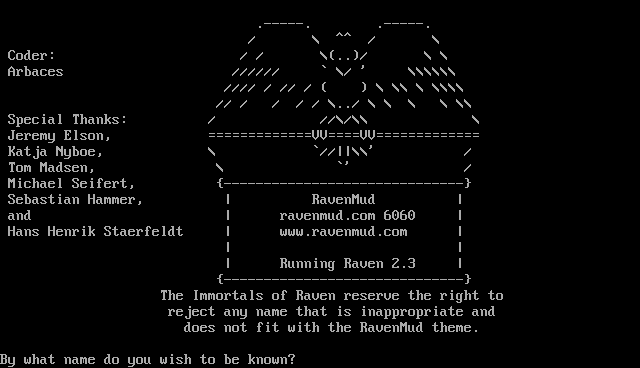 Coder:
Arbaces
Special Thanks:
Jeremy Elson,
Katja Nyboe,
Tom Madsen,
Michael Seifert,
Sebastian Hammer,
and
Hans Henrik Staerfeldt
RavenMud
ravenmud.com 6060
www.ravenmud.com
Running Raven 2.3
The Immortals of Raven reserve the right to
reject any name that is inappropriate and
does not fit with the RavenMud theme.
By what name do you wish to be known?